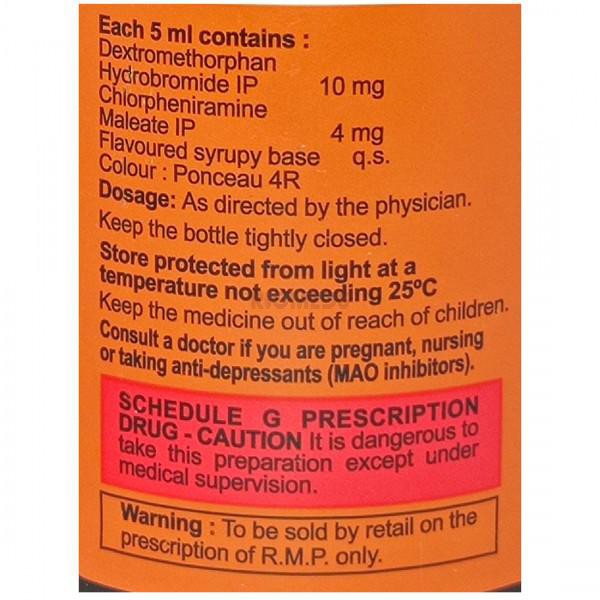 Each 5 ml contains :
Dextromethorphan
Hydrobromide IP 10 mg
Chlorpheniramine
Maleate IP 4 mg
Flavoured syrupy base q.s.
Colour : Ponceau 4R
Dosage: As directed by the physician.
Keep the bottle tightly closed.
Store protected from light at a
temperature not exceeding 25ºC
Keep the medicine out of reach of children.
Consult a doctor if you are pregnant, nursing
or taking anti-depressants (MAO inhibitors).
SCHEDULE G PRESCRIPTION
DRUG - CAUTION It is dangerous to
take this preparation except under
medical supervision.
Warning : To be sold by retail on the
prescription of R.M.P. only.